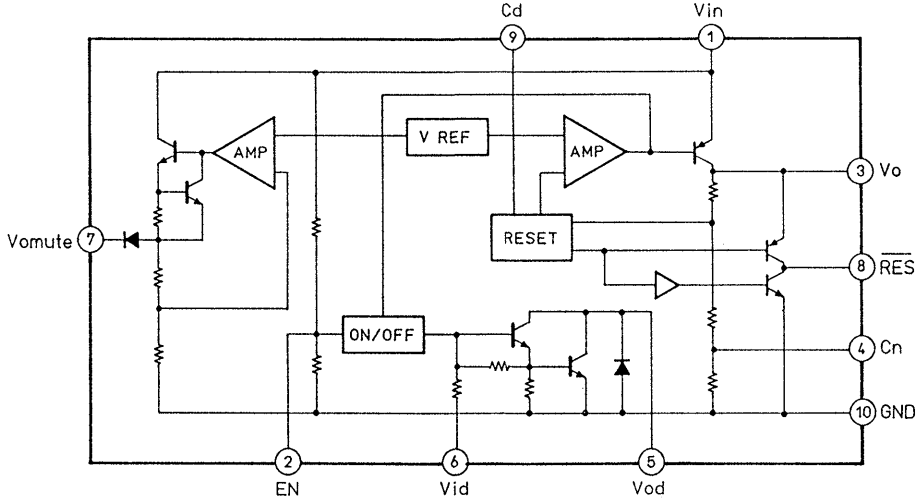 Cd
Vin
9
1
AMP
V REF
AMP
3 Vo
Vomute 7
RESET
8 RES
ON/OFF
4 Cn
10 GND
2
6
5
EN
Vid
Vod